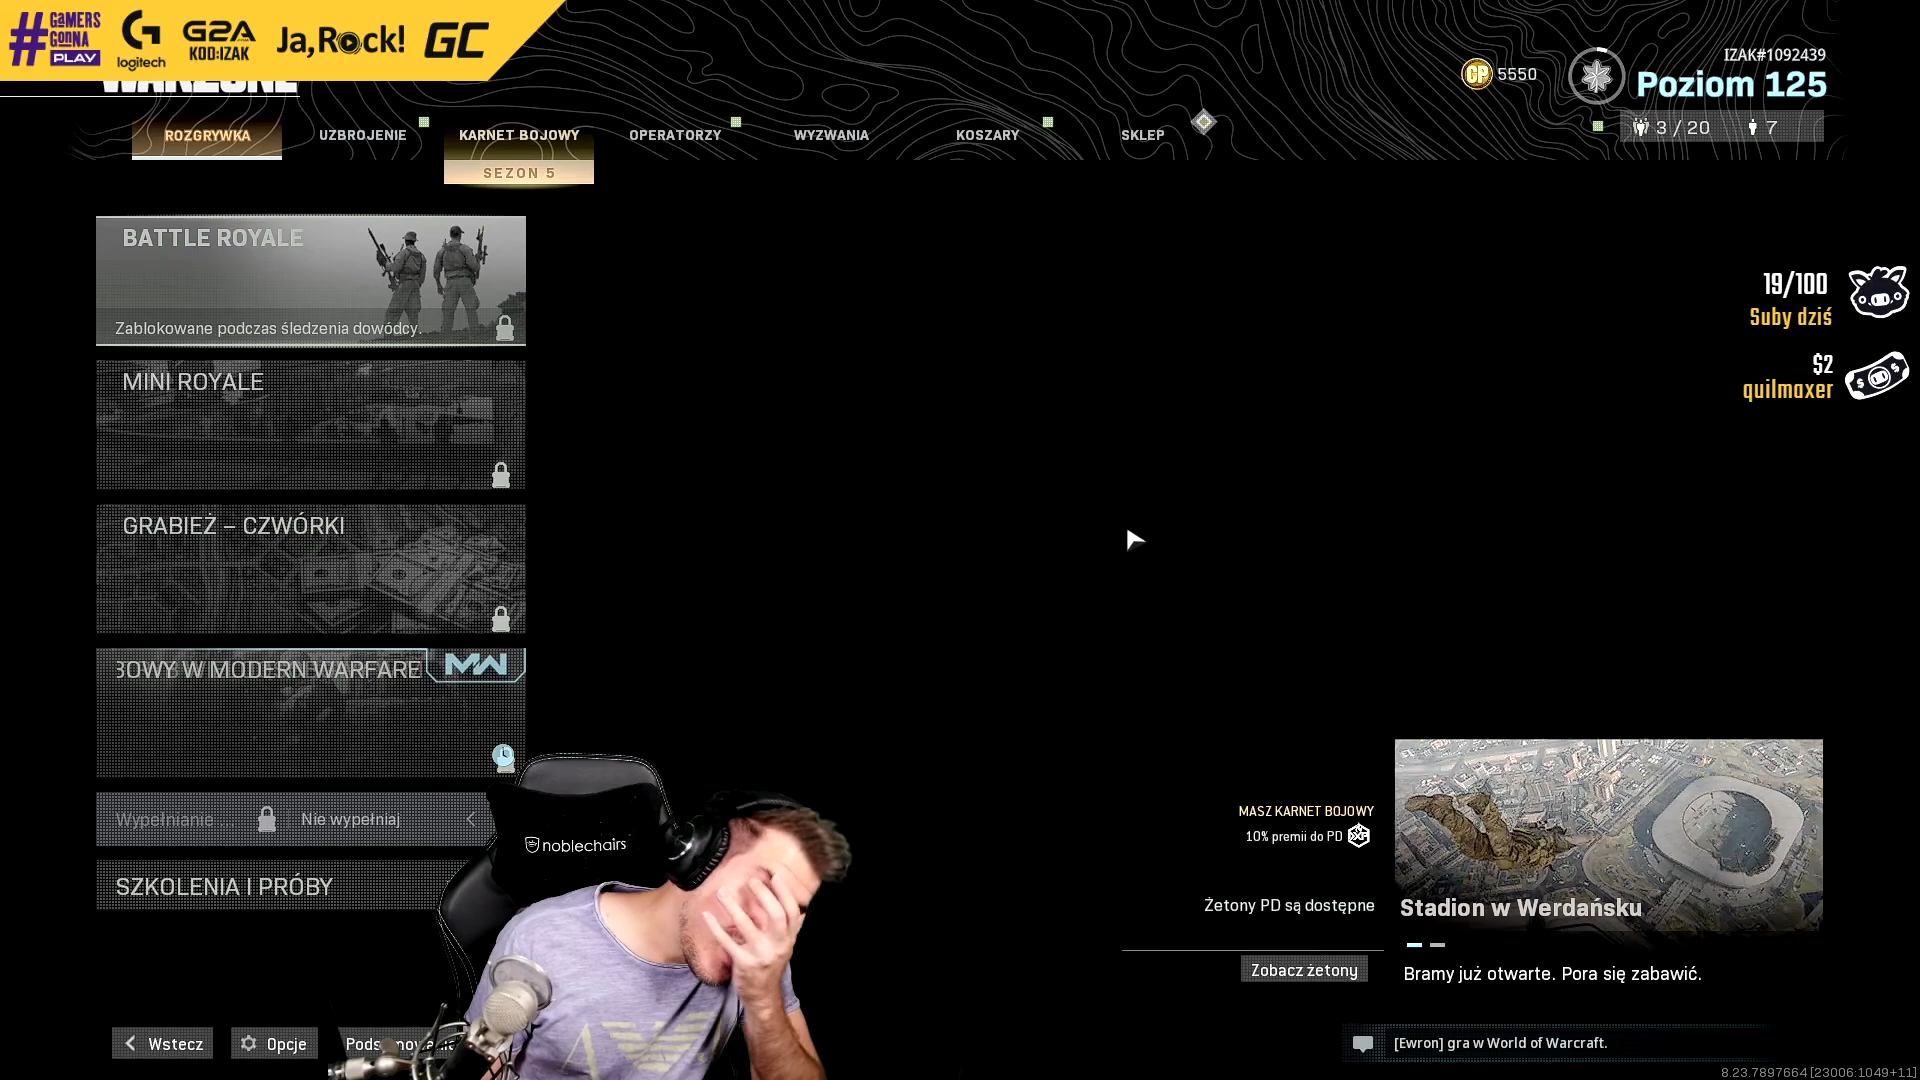 #GAMERS GONNA PLAY
logitech
G2A
KOD:IZAK
Ja,Rock!
GC
WARZONE
5550
IZAK#1092439
Poziom 125
3 / 20
7
ROZGRYWKA
UZBROJENIE
KARNET BOJOWY
OPERATORZY
WYZWANIA
KOSZARY
SKLEP
SEZON 5
BATTLE ROYALE
Zablokowane podczas śledzenia dowódcy.
MINI ROYALE
GRABIEŻ – CZWÓRKI
BOWY W MODERN WARFARE
MW
Wypełnianie...
Nie wypełniaj
SZKOLENIA I PRÓBY
19/100
Suby dziś
$2
quilmaxer
noblechairs
MASZ KARNET BOJOWY
10% premii do PD
Żetony PD są dostępne
Zobacz żetony
Stadion w Werdańsku
Bramy już otwarte. Pora się zabawić.
Wstecz
Opcje
[Ewron] gra w World of Warcraft.
8.23.7897664 [23006:1049+11]